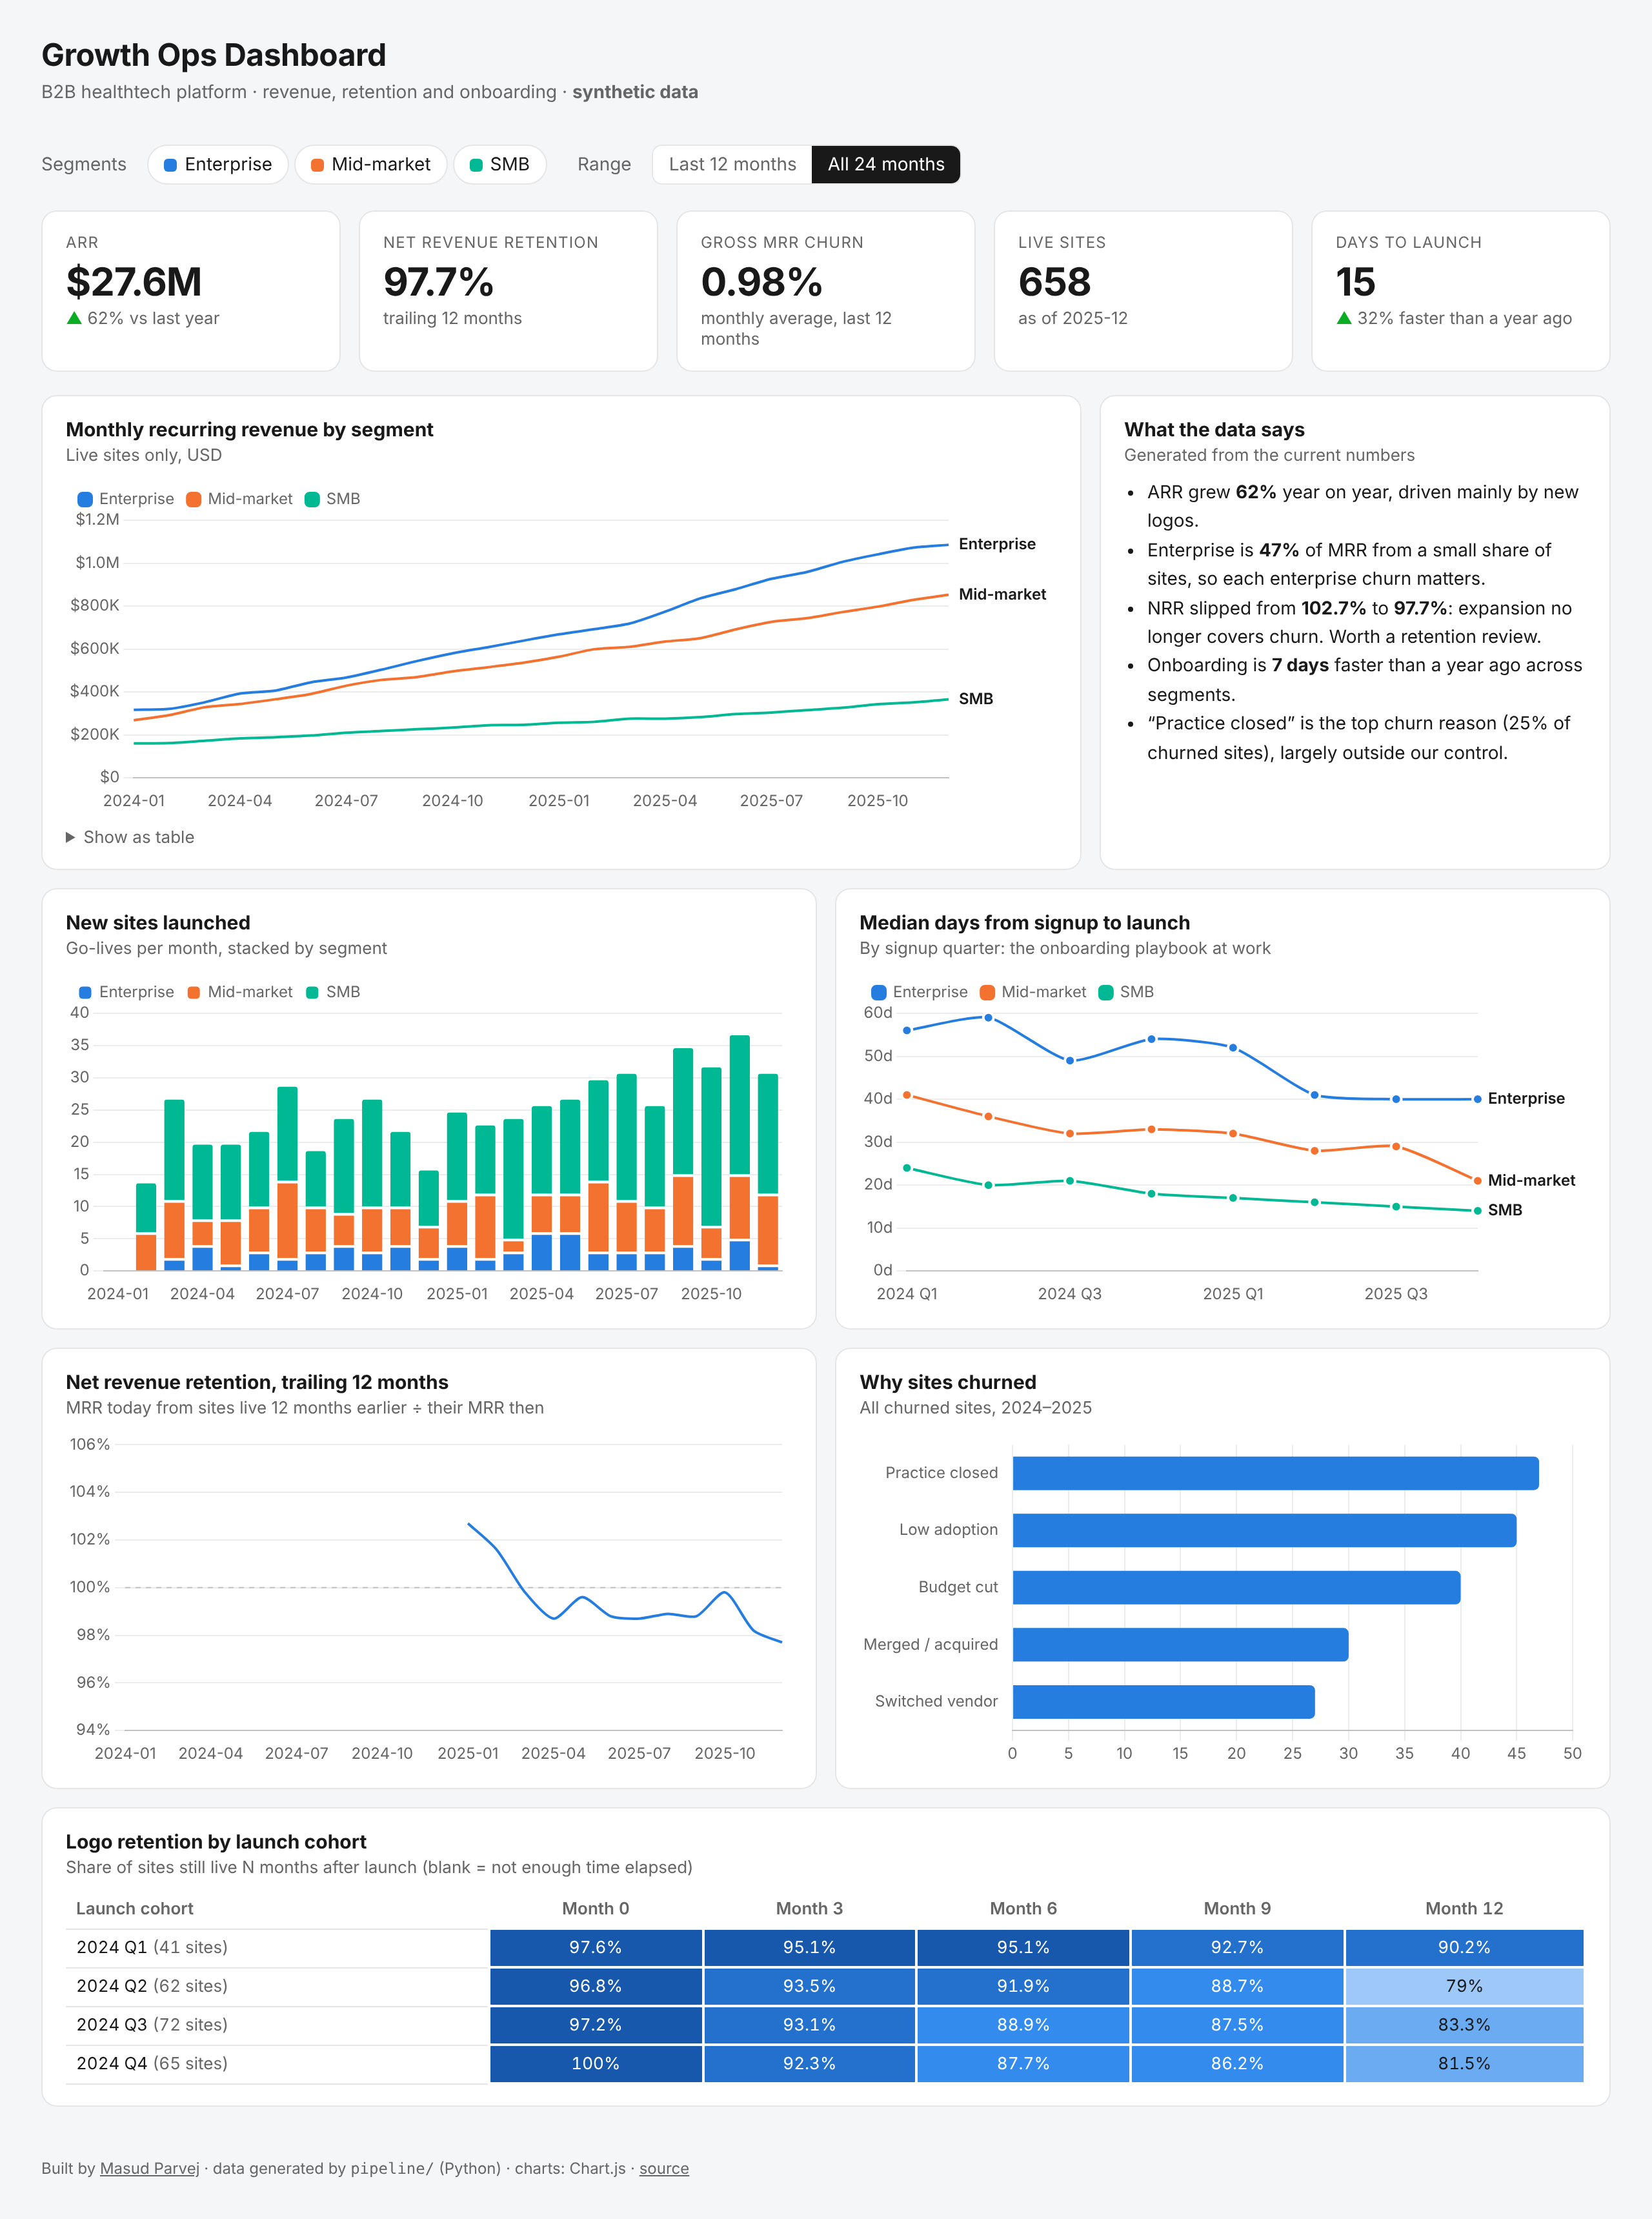 Growth Ops Dashboard
B2B healthtech platform · revenue, retention and onboarding · synthetic data
Segments Enterprise Mid-market SMB Range Last 12 months All 24 months
ARR
$27.6M
▲ 62% vs last year
NET REVENUE RETENTION
97.7%
trailing 12 months
GROSS MRR CHURN
0.98%
monthly average, last 12
months
LIVE SITES
658
as of 2025-12
DAYS TO LAUNCH
15
▲ 32% faster than a year ago
Monthly recurring revenue by segment
Live sites only, USD
Enterprise Mid-market SMB
$1.2M
$1.0M
$800K
$600K
$400K
$200K
$0
Enterprise
Mid-market
SMB
2024-01 2024-04 2024-07 2024-10 2025-01 2025-04 2025-07 2025-10
▶ Show as table
What the data says
Generated from the current numbers
• ARR grew 62% year on year, driven mainly by new
logos.
• Enterprise is 47% of MRR from a small share of
sites, so each enterprise churn matters.
• NRR slipped from 102.7% to 97.7%: expansion no
longer covers churn. Worth a retention review.
• Onboarding is 7 days faster than a year ago across
segments.
• “Practice closed” is the top churn reason (25% of
churned sites), largely outside our control.
New sites launched
Go-lives per month, stacked by segment
Enterprise Mid-market SMB
40
35
30
25
20
15
10
5
0
2024-01 2024-04 2024-07 2024-10 2025-01 2025-04 2025-07 2025-10
Median days from signup to launch
By signup quarter: the onboarding playbook at work
Enterprise Mid-market SMB
60d
50d
40d
30d
20d
10d
0d
Enterprise
Mid-market
SMB
2024 Q1 2024 Q3 2025 Q1 2025 Q3
Net revenue retention, trailing 12 months
MRR today from sites live 12 months earlier ÷ their MRR then
106%
104%
102%
100%
98%
96%
94%
2024-01 2024-04 2024-07 2024-10 2025-01 2025-04 2025-07 2025-10
Why sites churned
All churned sites, 2024–2025
Practice closed
Low adoption
Budget cut
Merged / acquired
Switched vendor
0 5 10 15 20 25 30 35 40 45 50
Logo retention by launch cohort
Share of sites still live N months after launch (blank = not enough time elapsed)
Launch cohort Month 0 Month 3 Month 6 Month 9 Month 12
2024 Q1 (41 sites) 97.6% 95.1% 95.1% 92.7% 90.2%
2024 Q2 (62 sites) 96.8% 93.5% 91.9% 88.7% 79%
2024 Q3 (72 sites) 97.2% 93.1% 88.9% 87.5% 83.3%
2024 Q4 (65 sites) 100% 92.3% 87.7% 86.2% 81.5%
Built by Masud Parvej · data generated by pipeline/ (Python) · charts: Chart.js · source